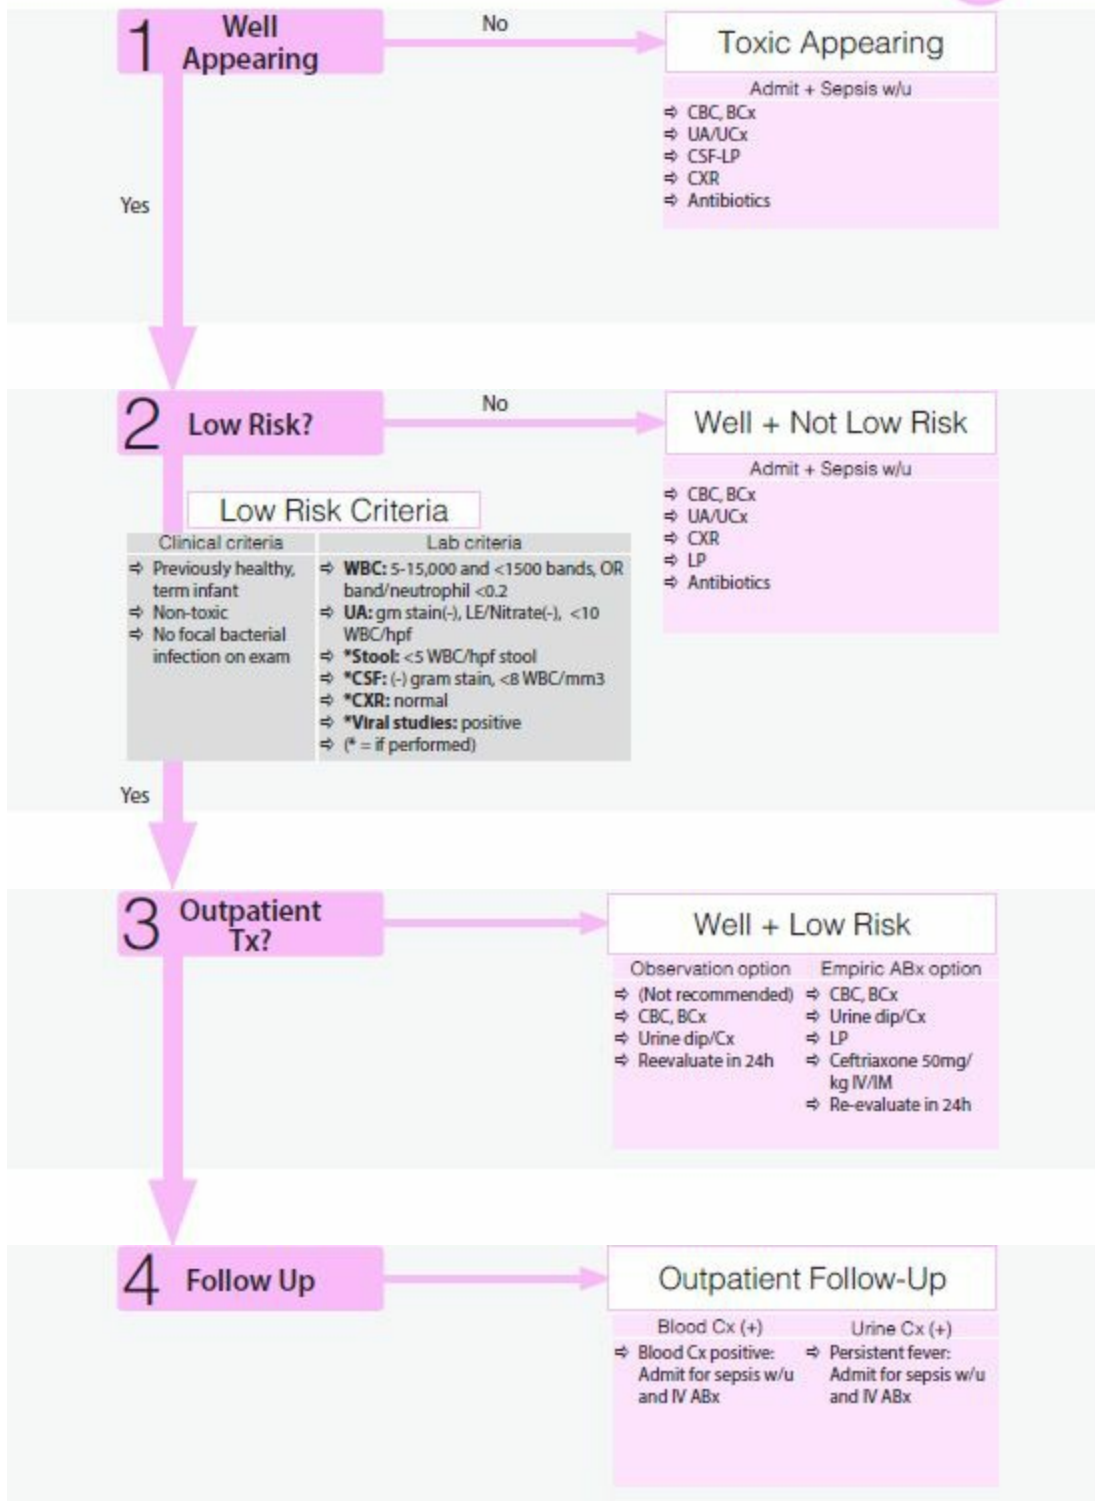 1 Well
Appearing
No
Toxic Appearing
Admit + Sepsis w/u
⇒ CBC, BCx
⇒ UA/UCx
⇒ CSF-LP
⇒ CXR
⇒ Antibiotics
Yes
2 Low Risk?
No
Well + Not Low Risk
Admit + Sepsis w/u
⇒ CBC, BCx
⇒ UA/UCx
⇒ CXR
⇒ LP
⇒ Antibiotics
Low Risk Criteria
Clinical criteria
⇒ Previously healthy,
term infant
⇒ Non-toxic
⇒ No focal bacterial
infection on exam
Lab criteria
⇒ WBC: 5-15,000 and <1500 bands, OR
band/neutrophil <0.2
⇒ UA: gm stain(-), LE/Nitrate(-), <10
WBC/hpf
⇒ *Stool: <5 WBC/hpf stool
⇒ *CSF: (-) gram stain, <8 WBC/mm3
⇒ *CXR: normal
⇒ *Viral studies: positive
⇒ (* = if performed)
Yes
3 Outpatient
Tx?
Well + Low Risk
Observation option
⇒ (Not recommended)
⇒ CBC, BCx
⇒ Urine dip/Cx
⇒ Reevaluate in 24h
Empiric ABx option
⇒ CBC, BCx
⇒ Urine dip/Cx
⇒ LP
⇒ Ceftriaxone 50mg/
kg IV/IM
⇒ Re-evaluate in 24h
4 Follow Up
Outpatient Follow-Up
Blood Cx (+)
⇒ Blood Cx positive:
Admit for sepsis w/u
and IV ABx
Urine Cx (+)
⇒ Persistent fever:
Admit for sepsis w/u
and IV ABx